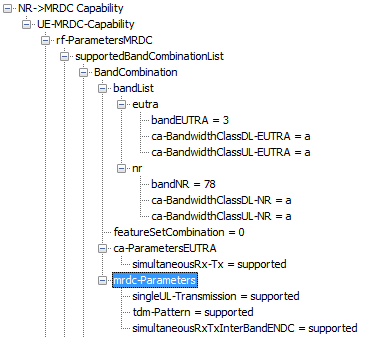 NR->MRDC Capability
UE-MRDC-Capability
rf-ParametersMRDC
supportedBandCombinationList
BandCombination
bandList
eutra
bandEUTRA = 3
ca-BandwidthClassDL-EUTRA = a
ca-BandwidthClassUL-EUTRA = a
nr
bandNR = 78
ca-BandwidthClassDL-NR = a
ca-BandwidthClassUL-NR = a
featureSetCombination = 0
ca-ParametersEUTRA
simultaneousRx-Tx = supported
mrdc-Parameters
singleUL-Transmission = supported
tdm-Pattern = supported
simultaneousRxTxInterBandENDC = supported